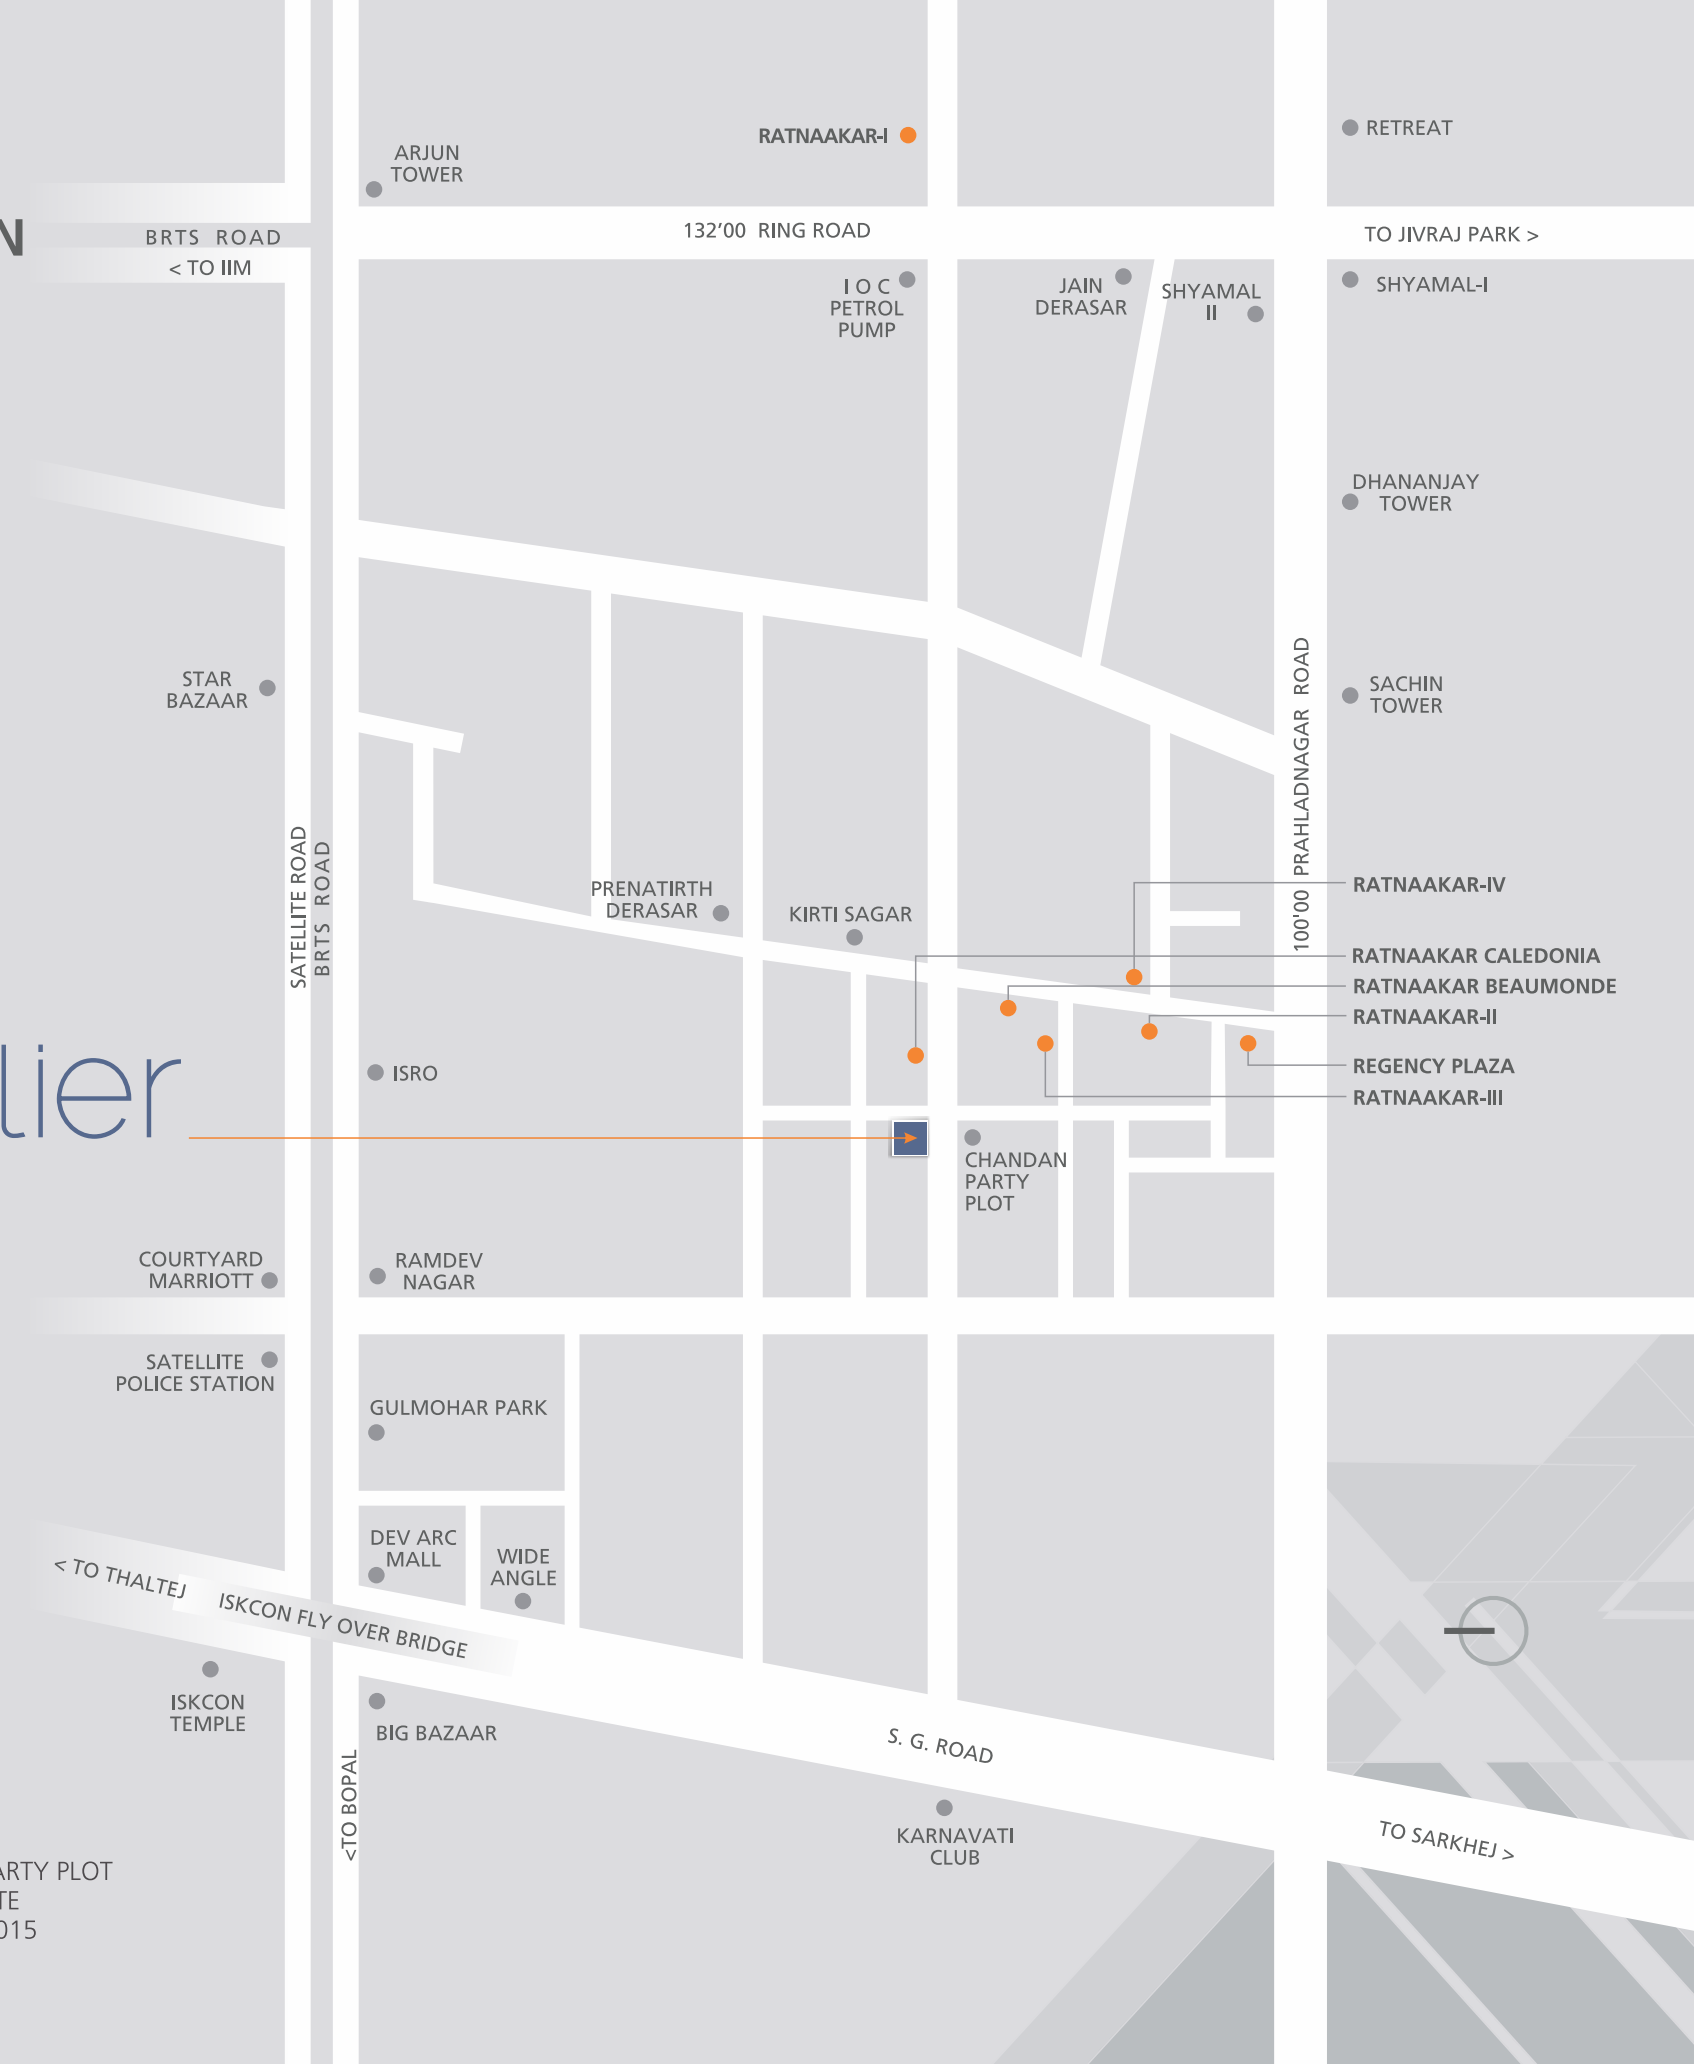 RATNAAKAR-I
RETREAT
ARJUN
TOWER
N
BRTS ROAD
< TO IIM
132'00 RING ROAD
TO JIVRAJ PARK >
I O C
PETROL
PUMP
JAIN
DERASAR
SHYAMAL
II
SHYAMAL-I
DHANANJAY
TOWER
STAR
BAZAAR
SACHIN
TOWER
100'00 PRAHLADNAGAR ROAD
SATELLITE ROAD
BRTS ROAD
PRENATIRTH
DERASAR
KIRTI SAGAR
RATNAAKAR-IV
RATNAAKAR CALEDONIA
RATNAAKAR BEAUMONDE
RATNAAKAR-II
REGENCY PLAZA
RATNAAKAR-III
lier
ISRO
CHANDAN
PARTY
PLOT
COURTYARD
MARRIOTT
RAMDEV
NAGAR
SATELLITE
POLICE STATION
GULMOHAR PARK
DEV ARC
MALL
WIDE
ANGLE
< TO THALTEJ
ISKCON FLY OVER BRIDGE
ISKCON
TEMPLE
BIG BAZAAR
S. G. ROAD
<TO BOPAL
KARNAVATI
CLUB
TO SARKHEJ >
ARTY PLOT
TE
015